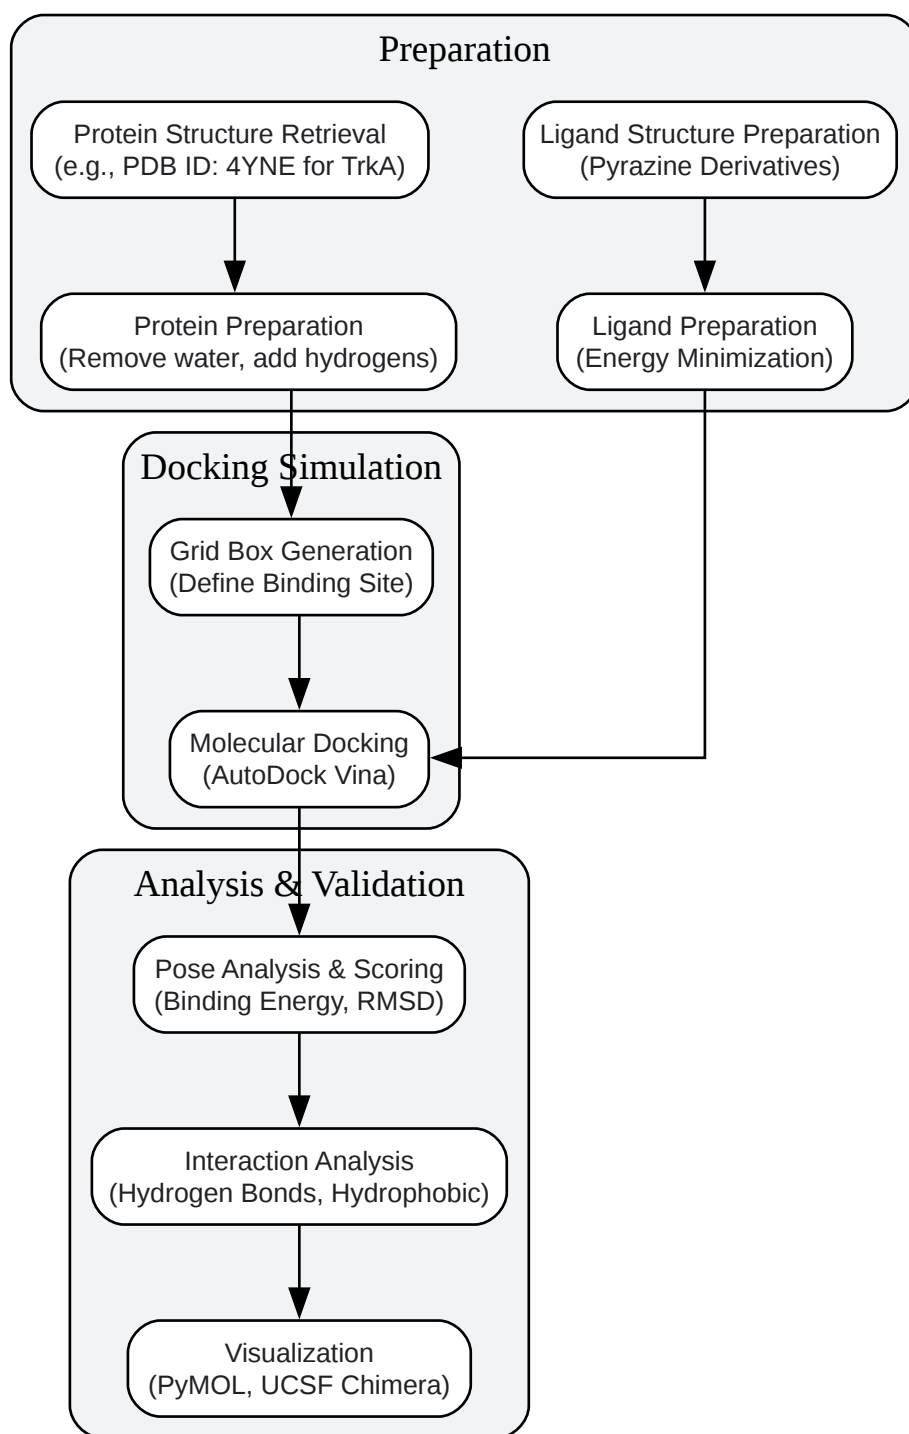 Preparation
Protein Structure Retrieval
(e.g., PDB ID: 4YNE for TrkA)
Ligand Structure Preparation
(Pyrazine Derivatives)
Protein Preparation
(Remove water, add hydrogens)
Ligand Preparation
(Energy Minimization)
Docking Simulation
Grid Box Generation
(Define Binding Site)
Molecular Docking
(AutoDock Vina)
Analysis & Validation
Pose Analysis & Scoring
(Binding Energy, RMSD)
Interaction Analysis
(Hydrogen Bonds, Hydrophobic)
Visualization
(PyMOL, UCSF Chimera)